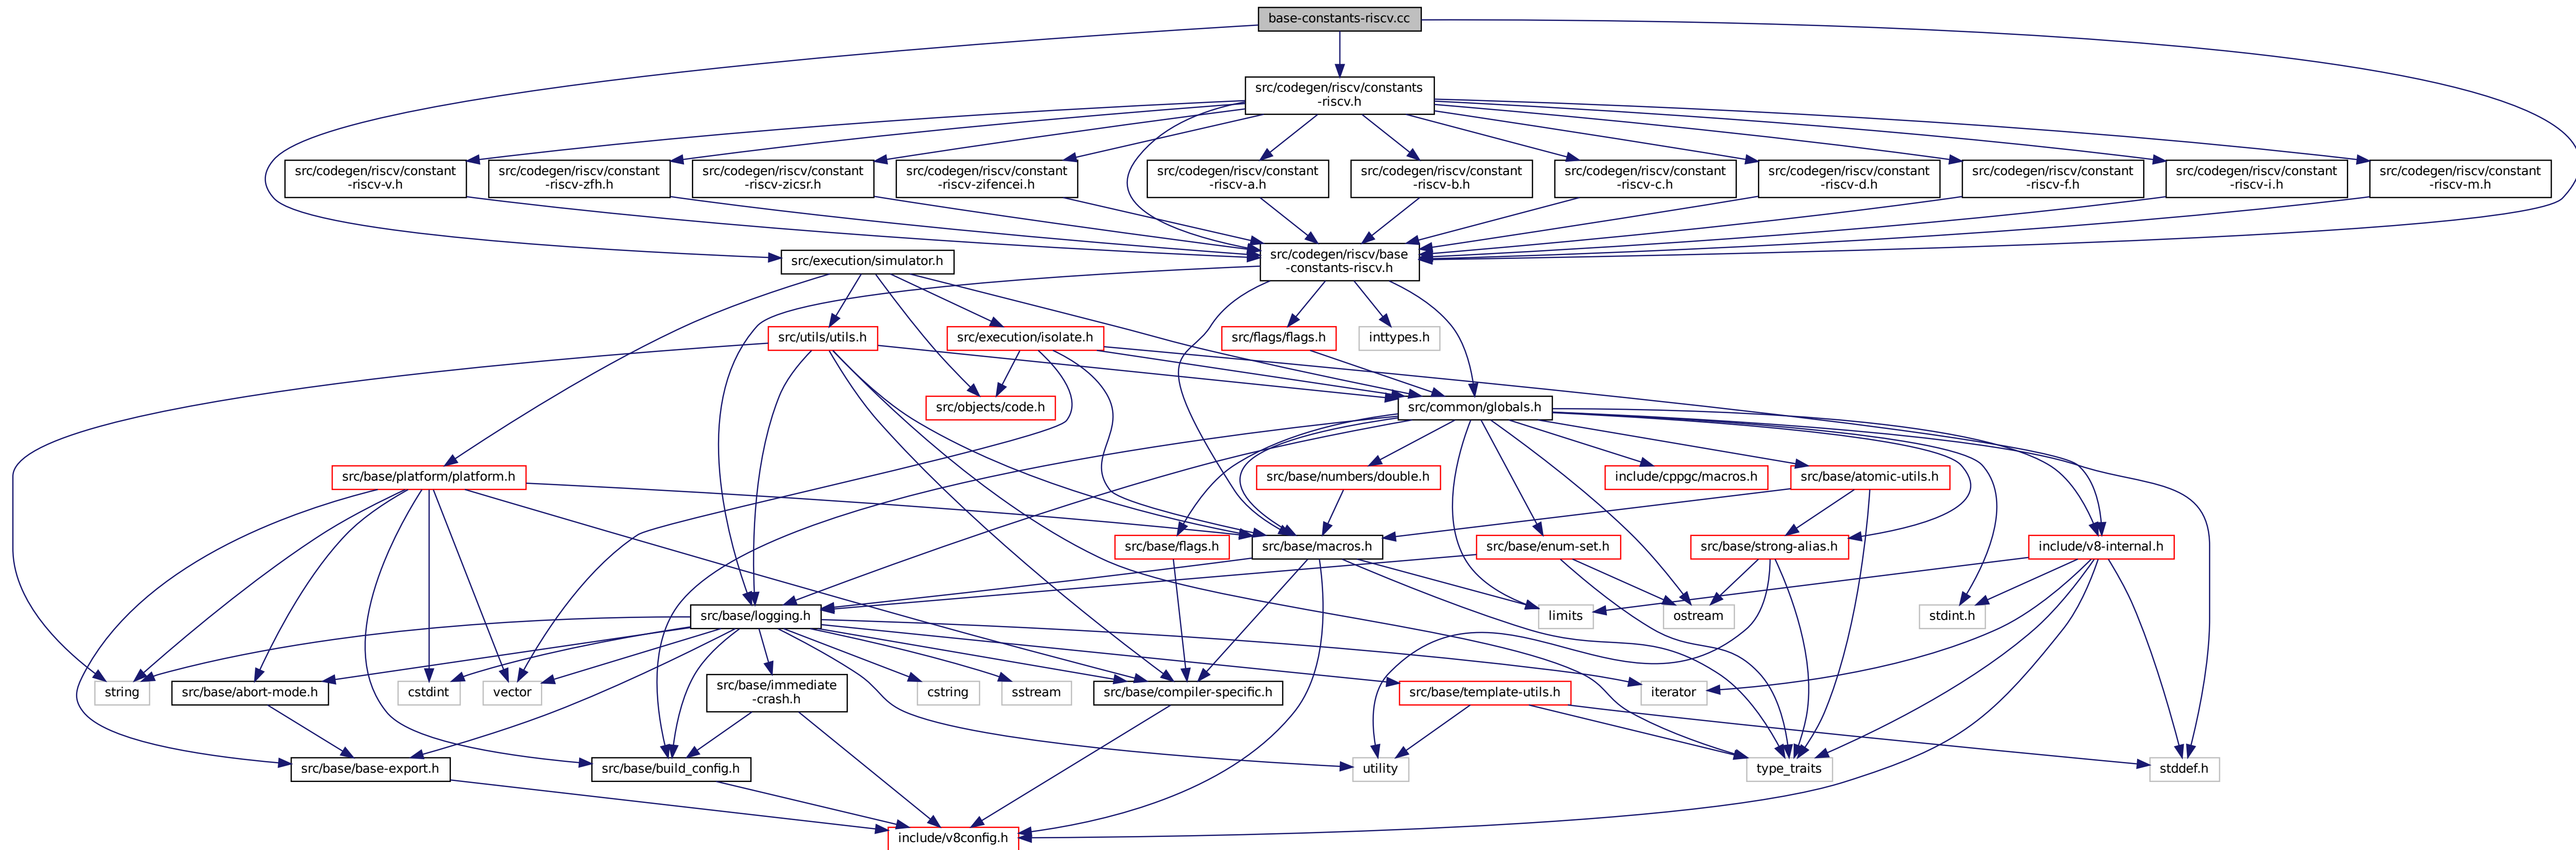 base-constants-riscv.cc
src/codegen/riscv/constants
-riscv.h
src/codegen/riscv/constant
-riscv-v.h
src/codegen/riscv/constant
-riscv-zfh.h
src/codegen/riscv/constant
-riscv-zicsr.h
src/codegen/riscv/constant
-riscv-zifencei.h
src/codegen/riscv/constant
-riscv-a.h
src/codegen/riscv/constant
-riscv-b.h
src/codegen/riscv/constant
-riscv-c.h
src/codegen/riscv/constant
-riscv-d.h
src/codegen/riscv/constant
-riscv-f.h
src/codegen/riscv/constant
-riscv-i.h
src/codegen/riscv/constant
-riscv-m.h
src/execution/simulator.h
src/codegen/riscv/base
-constants-riscv.h
src/utils/utils.h
src/execution/isolate.h
src/flags/flags.h
inttypes.h
src/objects/code.h
src/common/globals.h
src/base/platform/platform.h
src/base/numbers/double.h
include/cppgc/macros.h
src/base/atomic-utils.h
src/base/flags.h
src/base/macros.h
src/base/enum-set.h
src/base/strong-alias.h
include/v8-internal.h
src/base/logging.h
limits
ostream
stdint.h
string
src/base/abort-mode.h
cstdint
vector
src/base/immediate
-crash.h
cstring
sstream
src/base/compiler-specific.h
src/base/template-utils.h
iterator
src/base/base-export.h
src/base/build_config.h
utility
type_traits
stddef.h
include/v8config.h